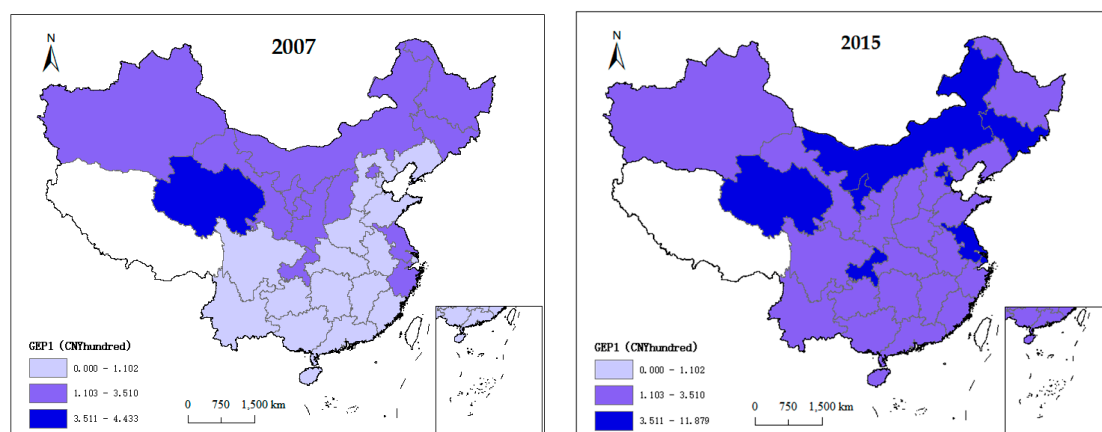 N
2007
GEP1 (CNYhundred)
0.000 - 1.102
1.103 - 3.510
3.511 - 4.433
0 750 1,500 km
N
2015
GEP1 (CNYhundred)
0.000 - 1.102
1.103 - 3.510
3.511 - 11.879
0 750 1,500 km